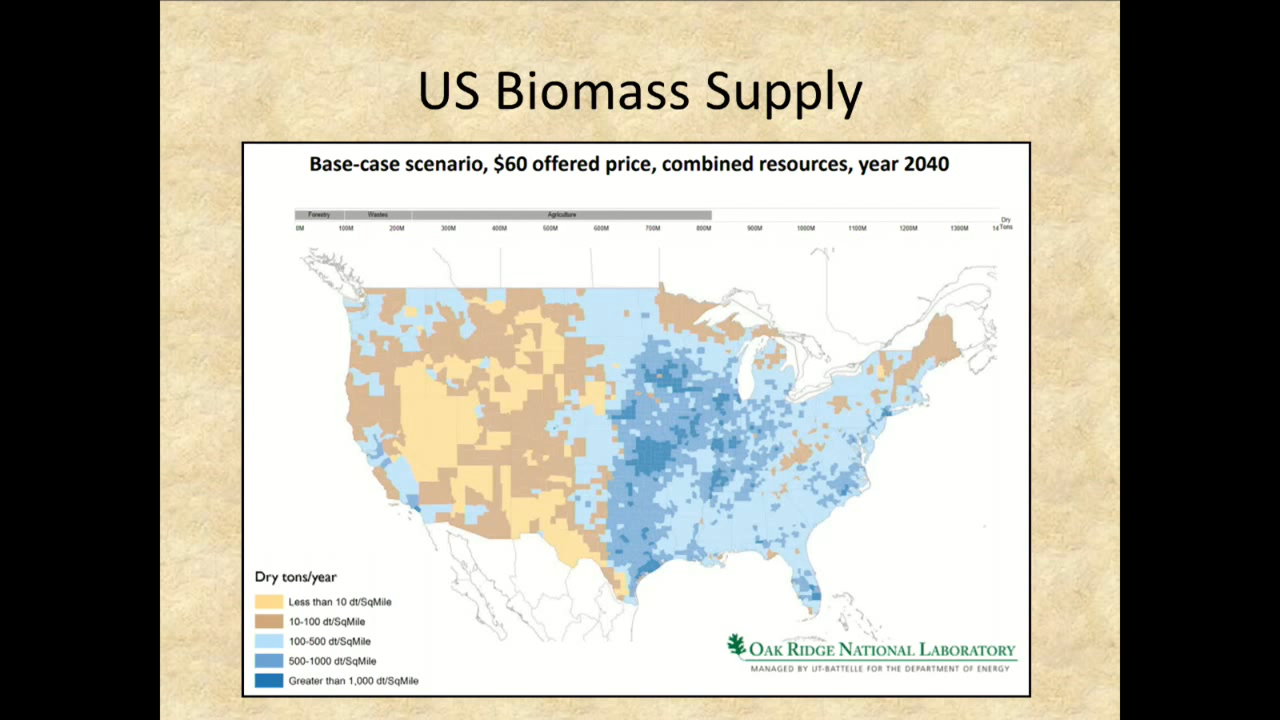 US Biomass Supply
Base-case scenario, $60 offered price, combined resources, year 2040
Forestry Wastes Agriculture
Dry
Tons
0M 100M 200M 300M 400M 500M 600M 700M 800M 900M 1000M 1100M 1200M 1300M 14
Dry tons/year
Less than 10 dt/SqMile
10-100 dt/SqMile
100-500 dt/SqMile
500-1000 dt/SqMile
Greater than 1,000 dt/SqMile
OAK RIDGE NATIONAL LABORATORY
MANAGED BY UT-BATTELLE FOR THE DEPARTMENT OF ENERGY